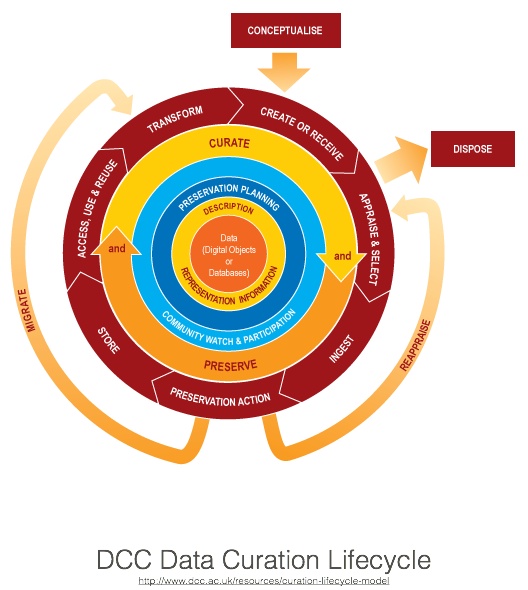 CONCEPTUALISE
DISPOSE
TRANSFORM
CREATE OR RECEIVE
APPRAISE & SELECT
INGEST
PRESERVATION ACTION
STORE
ACCESS, USE & REUSE
MIGRATE
REAPPRAISE
CURATE
and
and
PRESERVE
COMMUNITY WATCH & PARTICIPATION
PRESERVATION PLANNING
DESCRIPTION
REPRESENTATION INFORMATION
Data
(Digital Objects
or
Databases)
DCC Data Curation Lifecycle
http://www.dcc.ac.uk/resources/curation-lifecycle-model